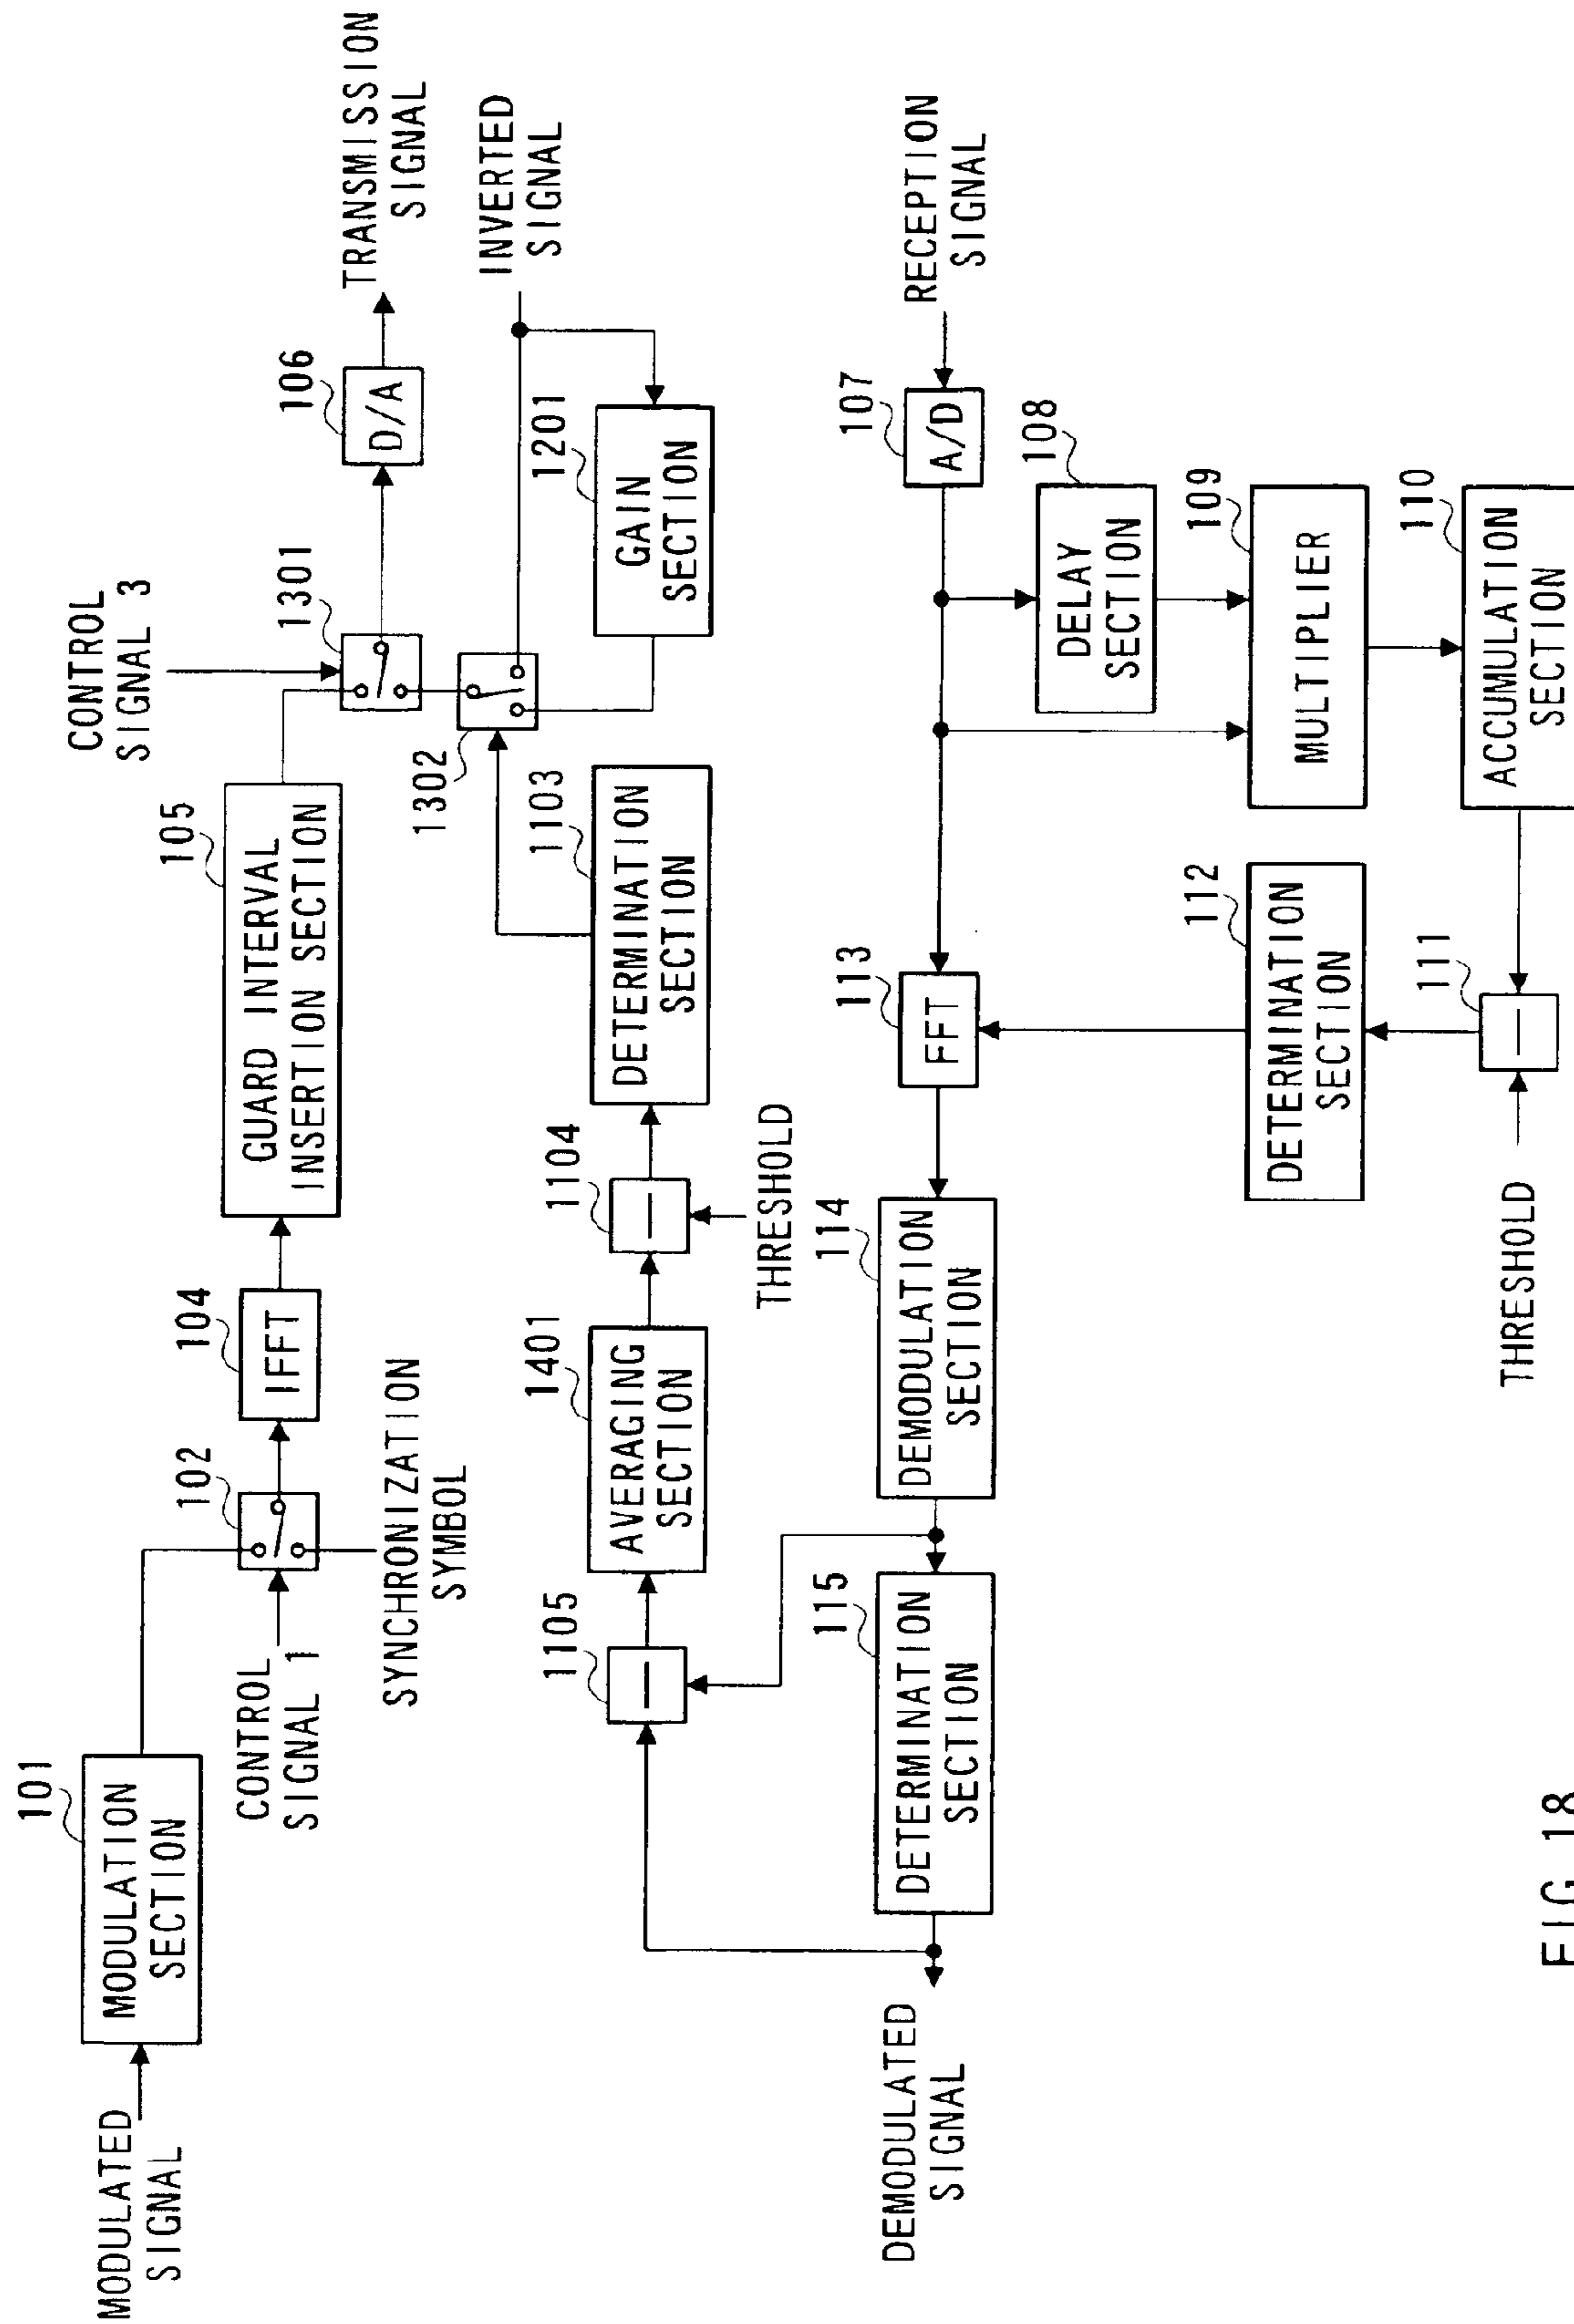 MODULATED
SIGNAL
101
MODULATION
SECTION
CONTROL
SIGNAL 1
102
SYNCHRONIZATION
SYMBOL
104
IFFT
105
GUARD INTERVAL
INSERTION SECTION
CONTROL
SIGNAL 3
1301
106
D/A
TRANSMISSION
SIGNAL
1302
INVERTED
SIGNAL
1201
GAIN
SECTION
1105
1401
AVERAGING
SECTION
1104
THRESHOLD
1103
DETERMINATION
SECTION
DEMODULATED
SIGNAL
115
DETERMINATION
SECTION
114
DEMODULATION
SECTION
113
FFT
107
A/D
RECEPTION
SIGNAL
108
DELAY
SECTION
109
MULTIPLIER
110
ACCUMULATION
SECTION
112
DETERMINATION
SECTION
111
THRESHOLD
FIG. 18